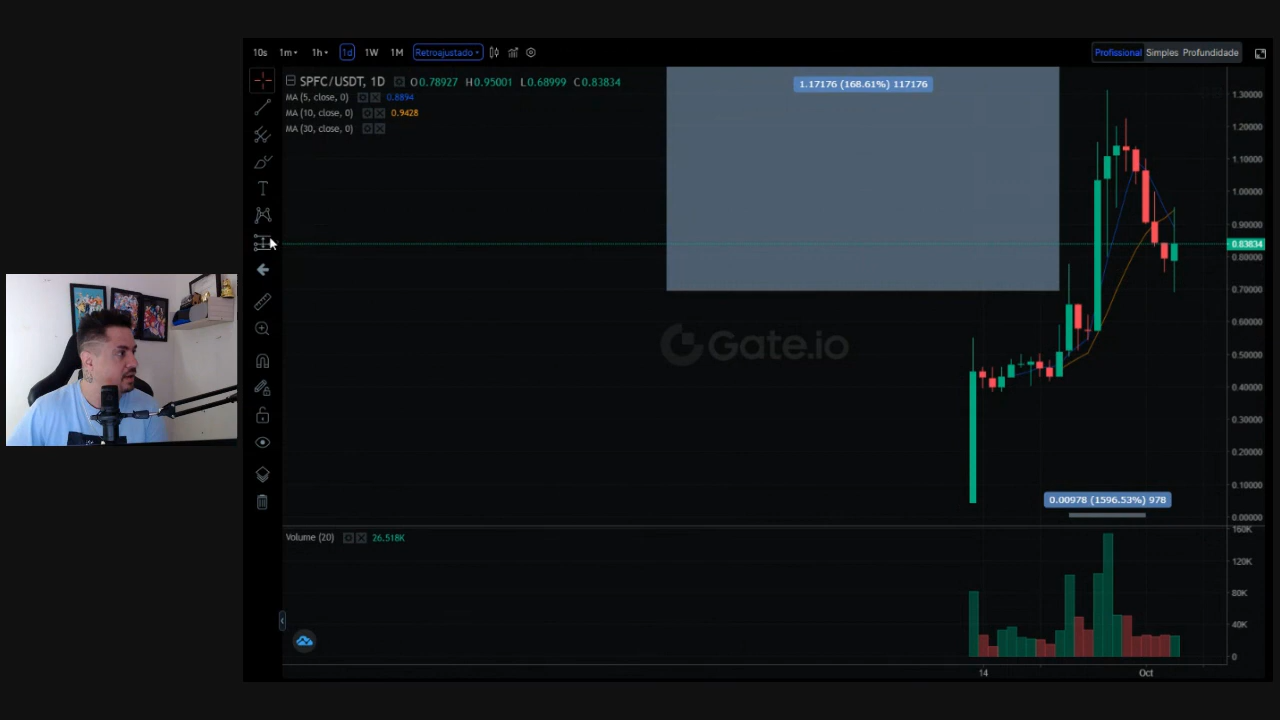 10s 1m 1h 1d 1W 1M Retroajustado Profissional Simples Profundidade
SPFC/USDT, 1D O0.78927 H0.95001 L0.68999 C0.83834
MA (5, close, 0) 0.8894
MA (10, close, 0) 0.9428
MA (30, close, 0)
1.17176 (168.61%) 117176
1.30000
1.20000
1.10000
1.00000
0.90000
0.83834
0.80000
0.70000
0.60000
0.50000
0.40000
0.30000
0.20000
0.10000
0.00000
T
Gate.io
0.00978 (1596.53%) 978
Volume (20) 26.518K
160K
120K
80K
40K
0
14 Oct